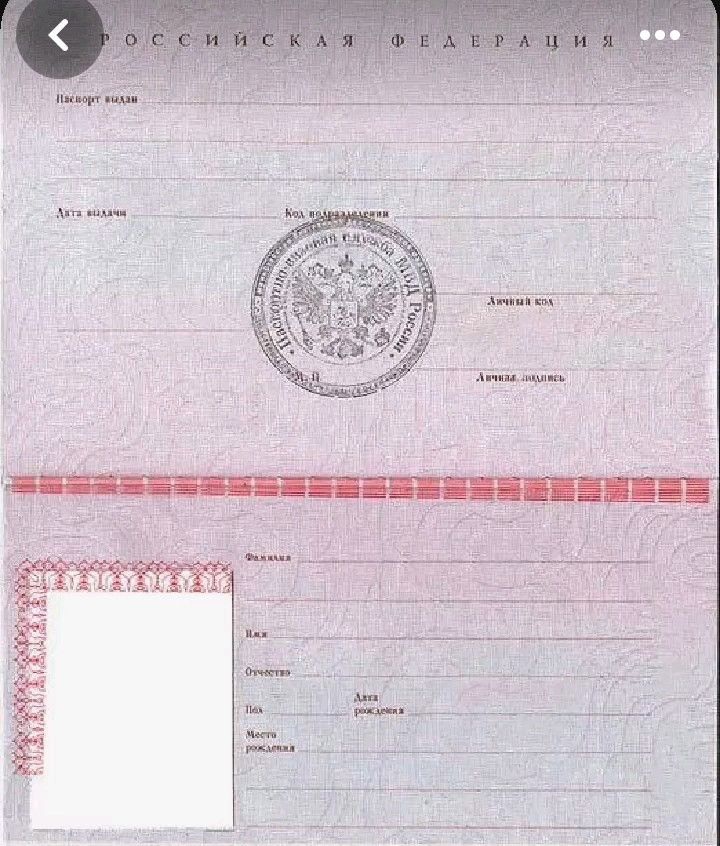 РОССИЙСКАЯ ФЕДЕРАЦИЯ
Паспорт выдан
Дата выдачи
Код подразделения
Паспортно-визовая служба МВД России
Личный код
М.П.
Личная подпись
Фамилия
Имя
Отчество
Пол
Дата
рождения
Место
рождения